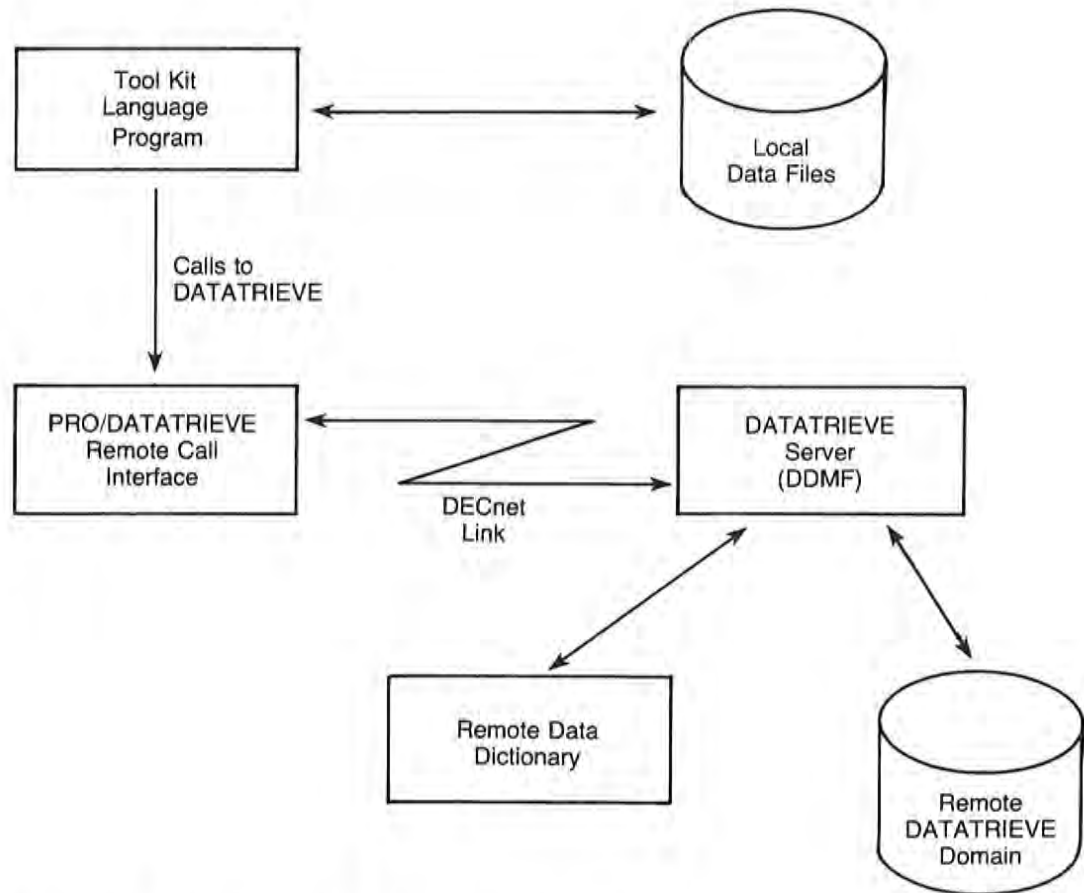 Tool Kit
Language
Program
Local
Data Files
Calls to
DATATRIEVE
PRO/DATATRIEVE
Remote Call
Interface
DECnet
Link
DATATRIEVE
Server
(DDMF)
Remote Data
Dictionary
Remote
DATATRIEVE
Domain